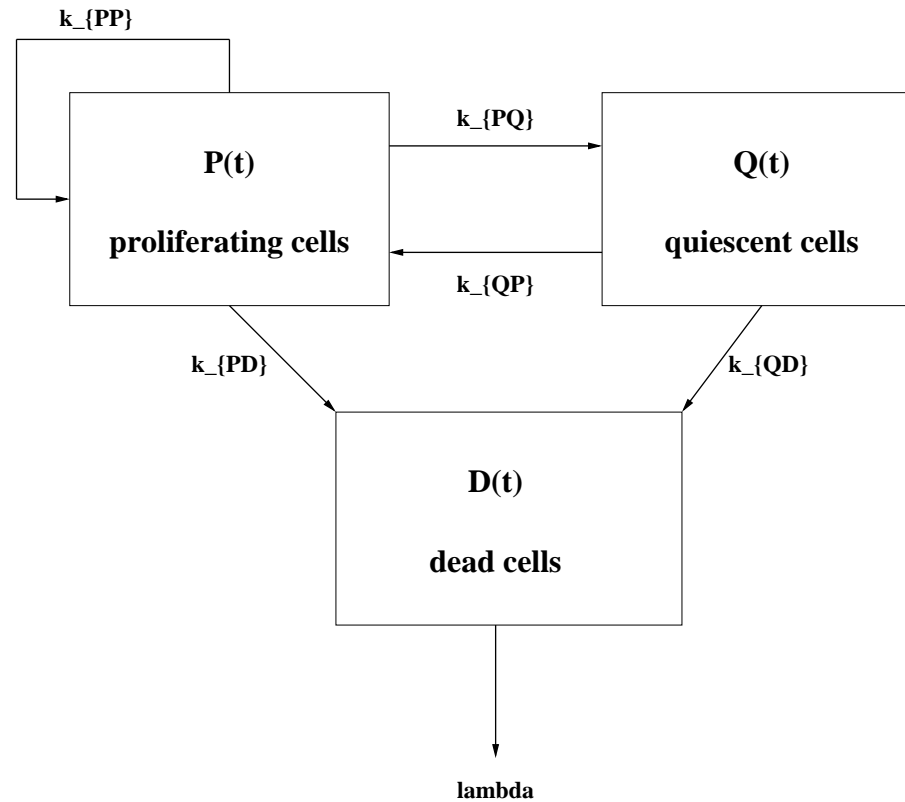 k_{PP}
k_{PQ}
P(t)
Q(t)
proliferating cells
quiescent cells
k_{QP}
k_{PD}
k_{QD}
D(t)
dead cells
lambda